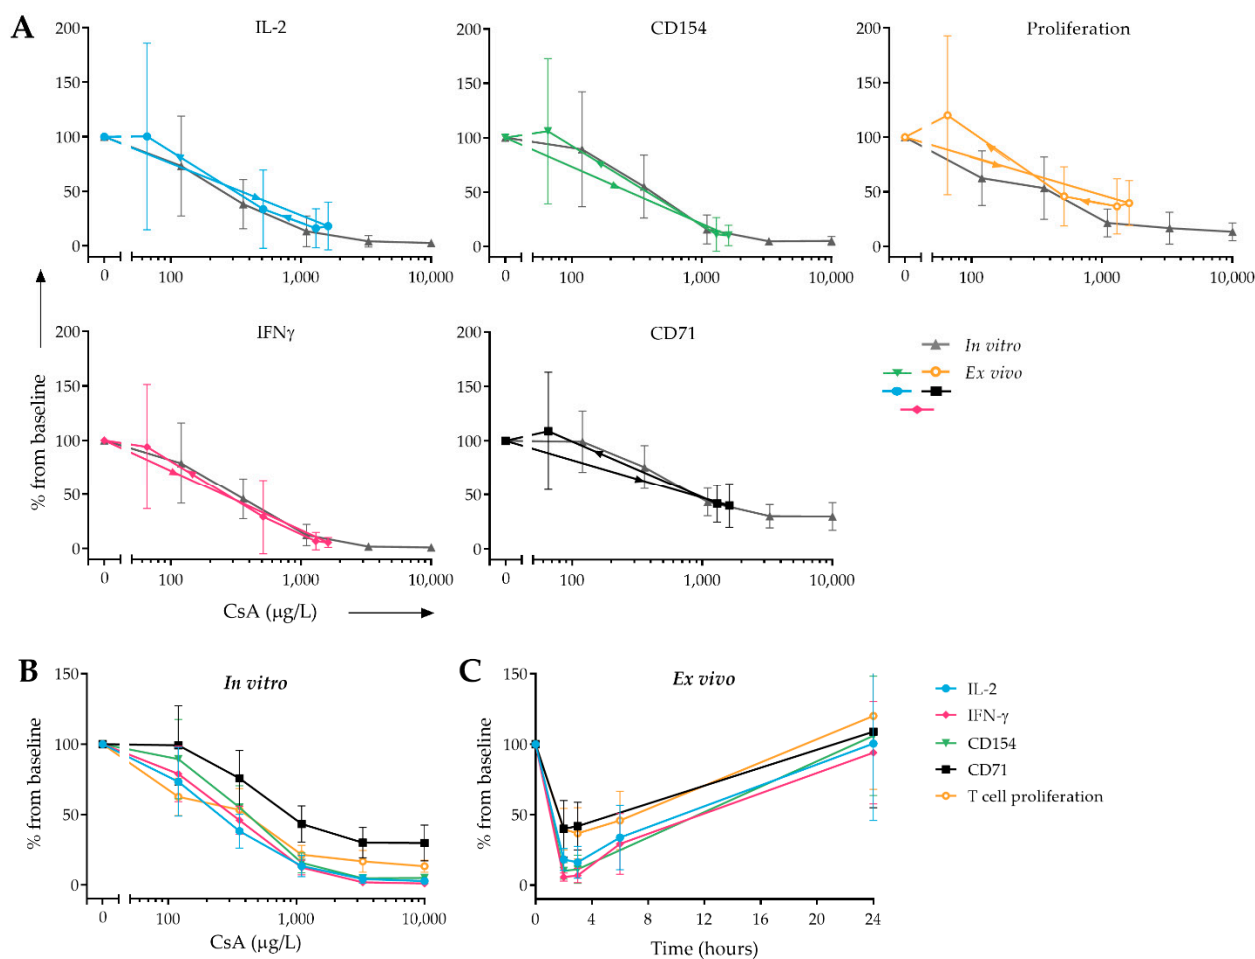 A
IL-2
CD154
Proliferation
200
150
100
50
0
0
100
1,000
10,000
200
150
100
50
0
0
100
1,000
10,000
200
150
100
50
0
0
100
1,000
10,000
IFNγ
CD71
% from baseline
200
150
100
50
0
0
100
1,000
10,000
200
150
100
50
0
0
100
1,000
10,000
In vitro
Ex vivo
CsA (µg/L)
B
In vitro
% from baseline
150
100
50
0
0
100
1,000
10,000
CsA (µg/L)
C
Ex vivo
% from baseline
150
100
50
0
0
4
8
12
16
20
24
Time (hours)
IL-2
IFN-γ
CD154
CD71
T cell proliferation